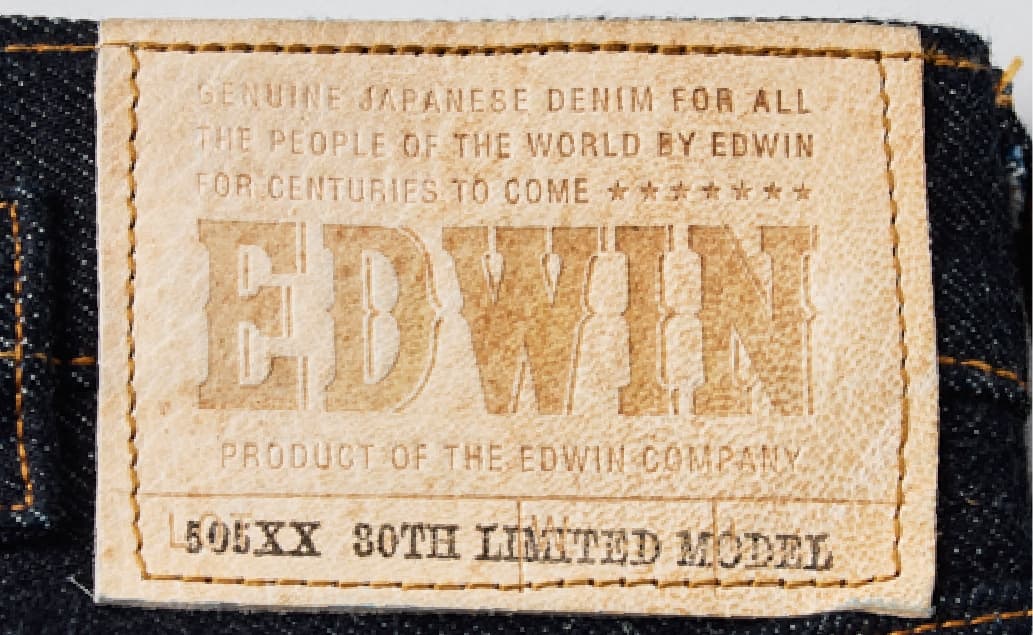 GENUINE JAPANESE DENIM FOR ALL
THE PEOPLE OF THE WORLD BY EDWIN
FOR CENTURIES TO COME ★★★★★★★
EDWIN
PRODUCT OF THE EDWIN COMPANY
505XX 30TH LIMITED MODEL